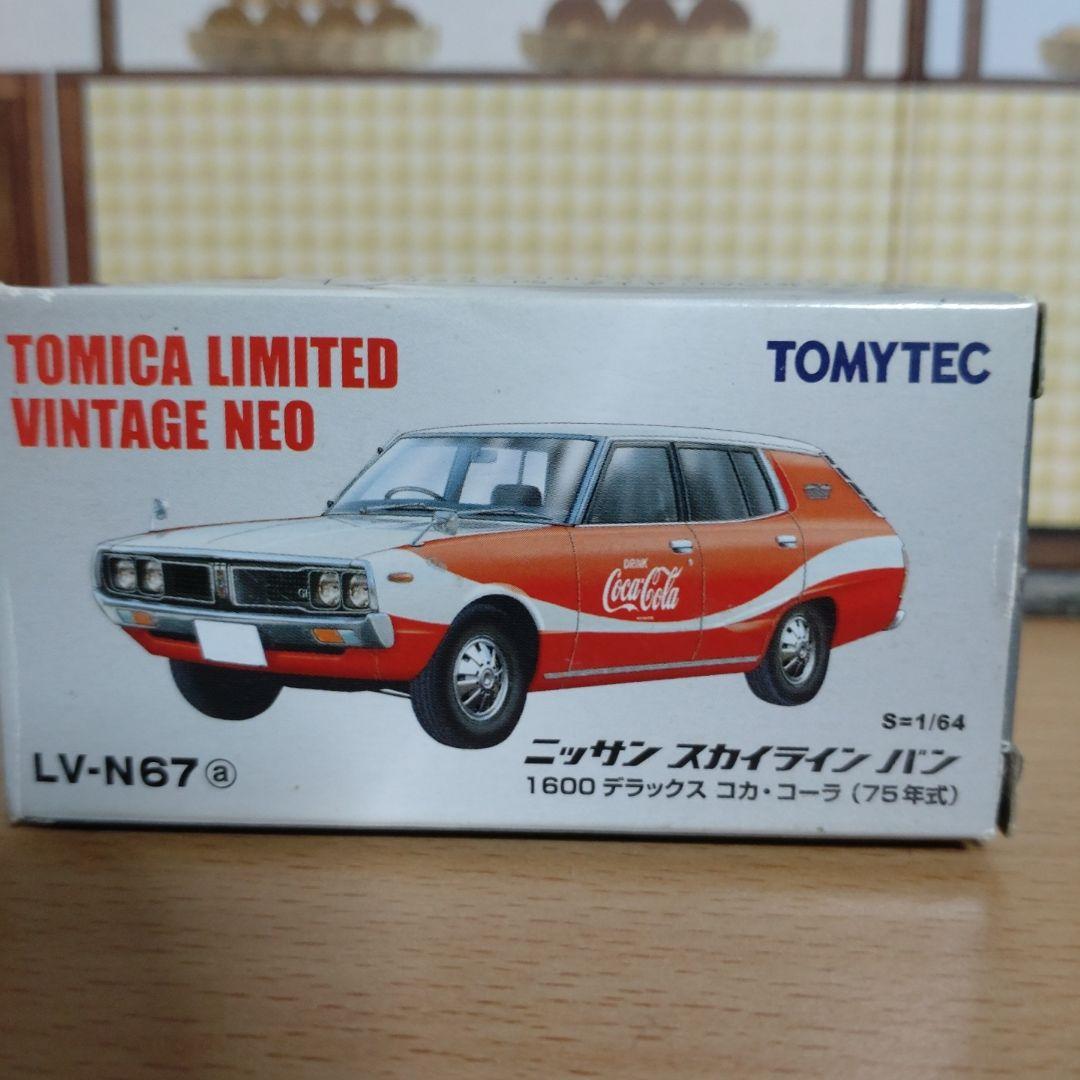 TOMICA LIMITED
VINTAGE NEO
TOMYTEC
DRINK
Coca-Cola
S=1/64
LV-N67 ⓐ
ニッサン スカイライン バン
1600 デラックス コカ・コーラ (75年式)